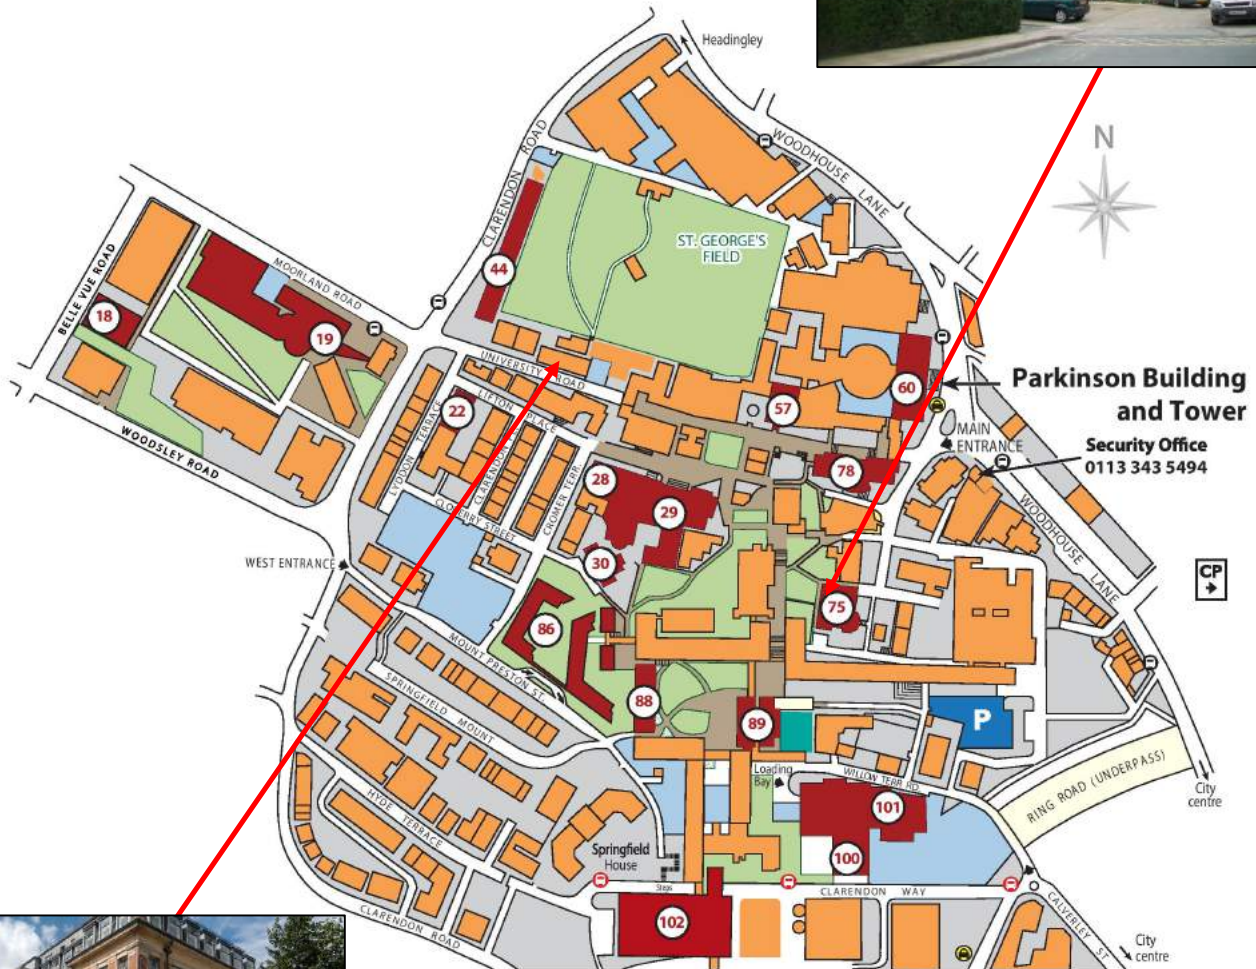 Headingley
N
WOODHOUSE LANE
CLARENDON ROAD
ST. GEORGE'S
FIELD
44
MOORLAND ROAD
BELLE VUE ROAD
18
19
UNIVERSITY ROAD
60
Parkinson Building
and Tower
MAIN
ENTRANCE
Security Office
0113 343 5494
57
22
LYDDON TERRACE
CLARENDON
PLACE
WOODSLEY ROAD
78
28
29
CROMER TERR.
WOODHOUSE LANE
WEST ENTRANCE
30
CP
75
86
MOUNT PRESTON ST.
SPRINGFIELD MOUNT
88
89
P
Loading
Bay
WILLOW TERR RD.
RING ROAD (UNDERPASS)
City
centre
HYDE TERRACE
101
Springfield
House
100
Steps
CLARENDON WAY
CLARENDON ROAD
102
CALVERLEY ST
City
centre